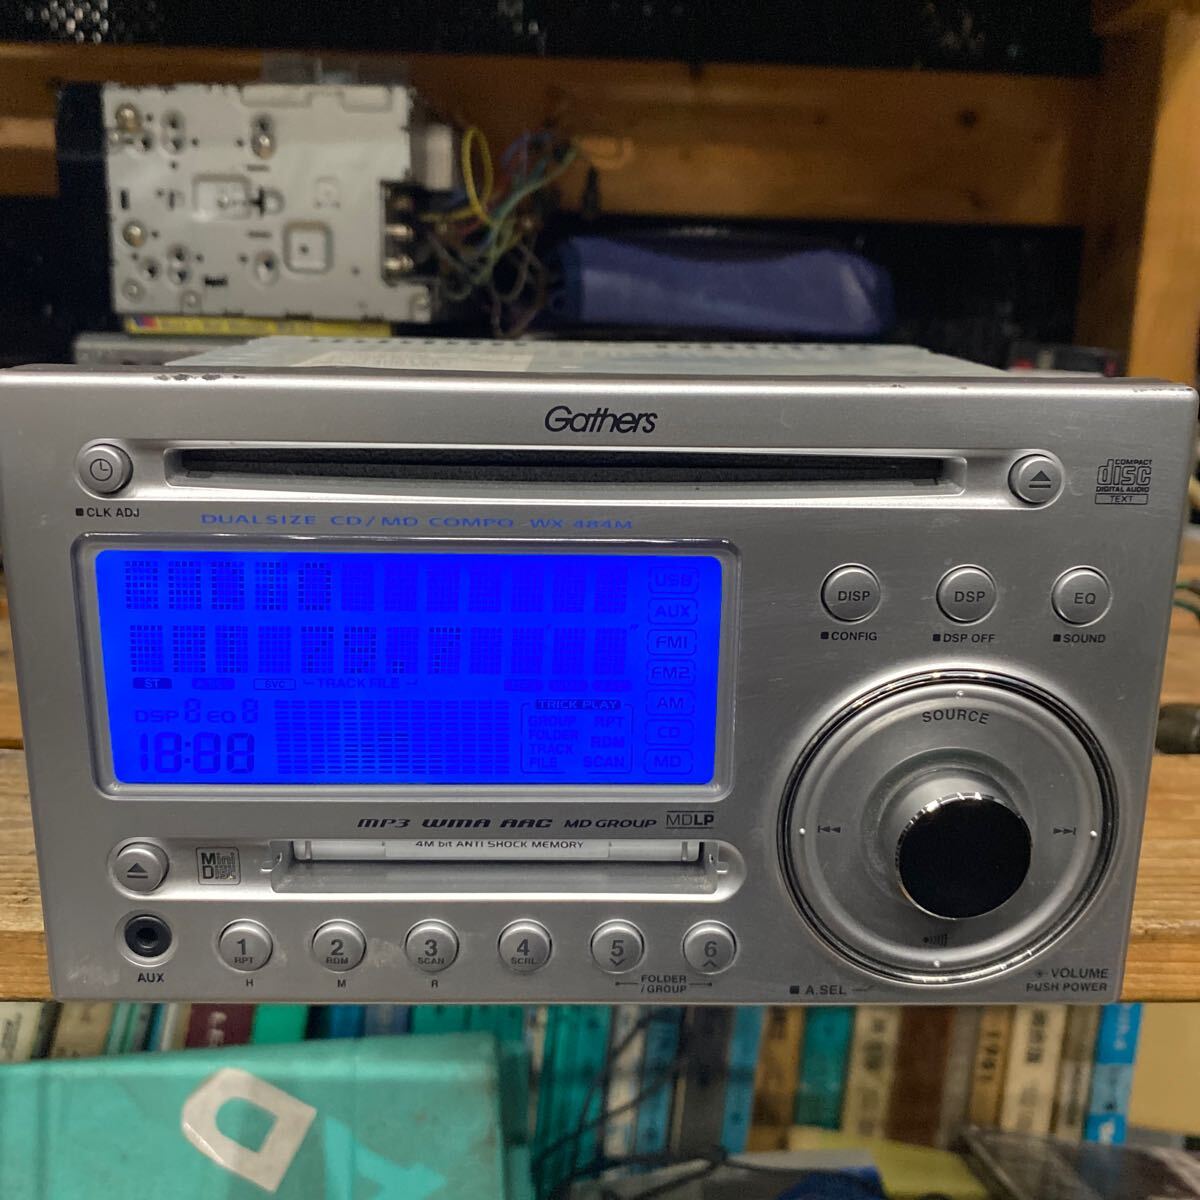 Gathers
CLK ADJ
COMPACT
disc
DIGITAL AUDIO
TEXT
DUALSIZE CD/MD COMPO WX-484M
USB
AUX
FM1
FM2
AM
CD
MD
ST
SVC
TRACK FILE
DSP
EQ
TRICK PLAY
GROUP RPT
FOLDER
TRACK RDM
FILE SCAN
DISP
CONFIG
DSP
DSP OFF
EQ
SOUND
SOURCE
MP3 WMA AAC MD GROUP MDLP
4M bit ANTI SHOCK MEMORY
Mini
Disc
AUX
1
RPT
H
2
RDM
M
3
SCAN
R
4
SCRL
5
6
FOLDER
/GROUP
A.SEL
VOLUME
PUSH POWER